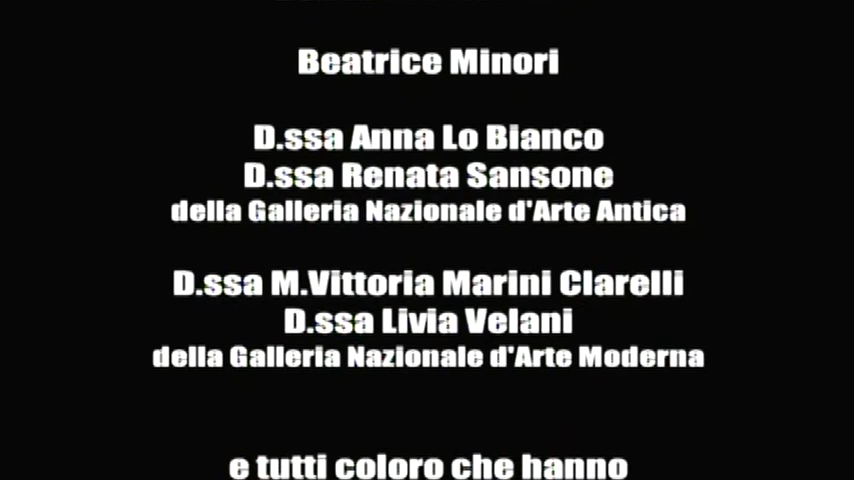 Beatrice Minori
D.ssa Anna Lo Bianco
D.ssa Renata Sansone
della Galleria Nazionale d'Arte Antica
D.ssa M.Vittoria Marini Clarelli
D.ssa Livia Velani
della Galleria Nazionale d'Arte Moderna
e tutti coloro che hanno